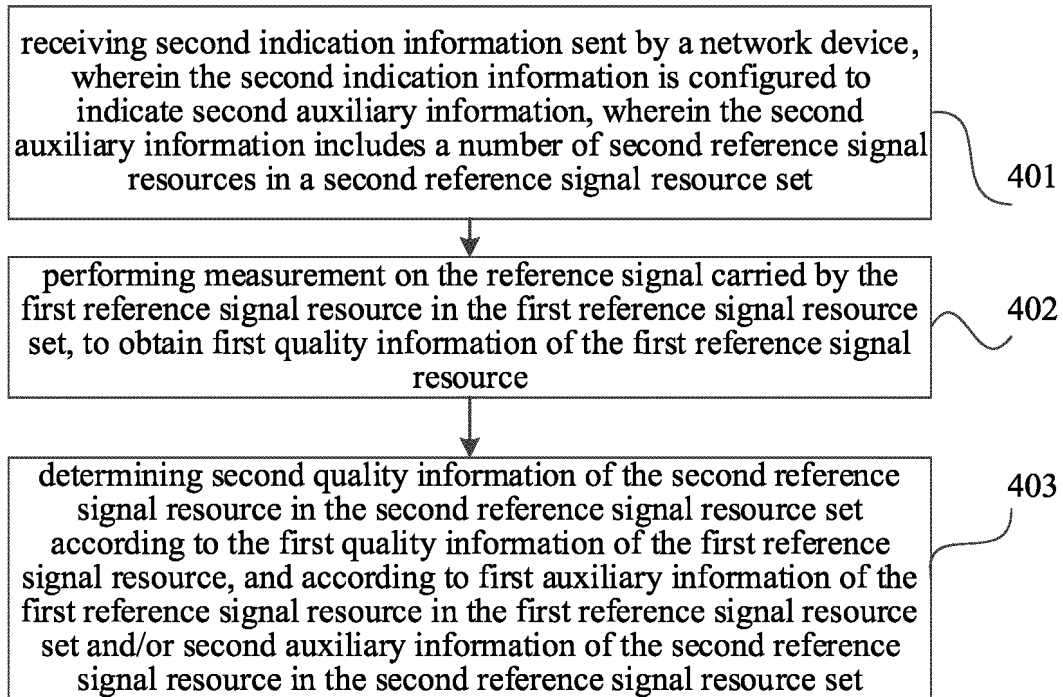 receiving second indication information sent by a network device,
wherein the second indication information is configured to
indicate second auxiliary information, wherein the second
auxiliary information includes a number of second reference signal
resources in a second reference signal resource set
401
performing measurement on the reference signal carried by the
first reference signal resource in the first reference signal resource
set, to obtain first quality information of the first reference signal
resource
402
determining second quality information of the second reference
signal resource in the second reference signal resource set
according to the first quality information of the first reference
signal resource, and according to first auxiliary information of the
first reference signal resource in the first reference signal resource
set and/or second auxiliary information of the second reference
signal resource in the second reference signal resource set
403